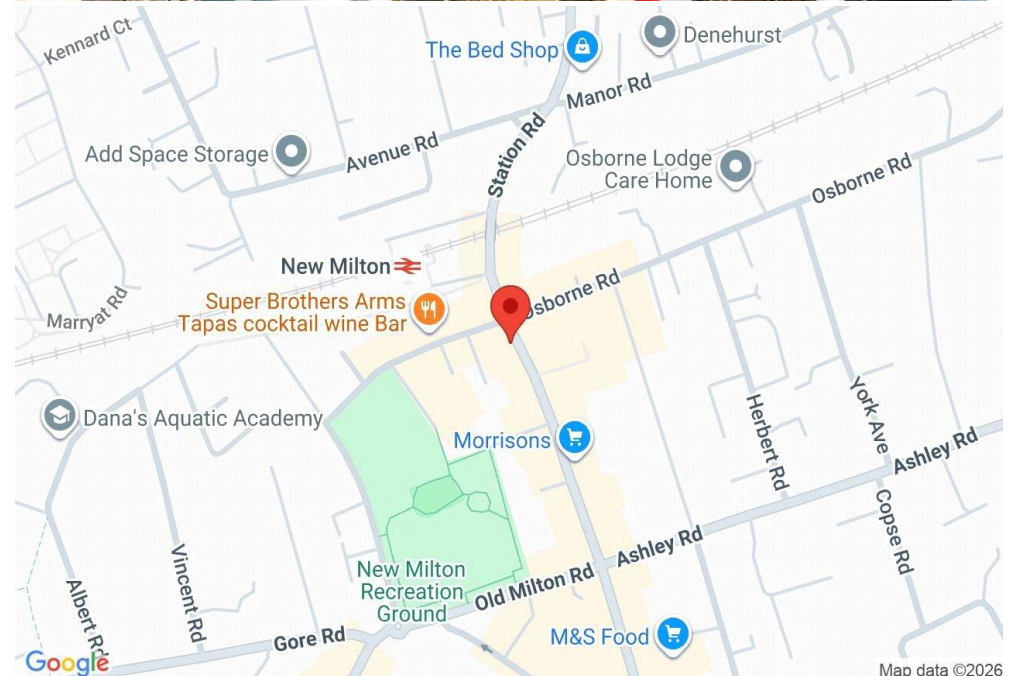 Kennard Ct
The Bed Shop
Denehurst
Manor Rd
Add Space Storage
Avenue Rd
Station Rd
Osborne Lodge
Care Home
Osborne Rd
New Milton
Osborne Rd
Super Brothers Arms
Tapas cocktail wine Bar
Marryat Rd
Dana's Aquatic Academy
Morrisons
Herbert Rd
York Ave
Ashley Rd
Copse Rd
Ashley Rd
Vincent Rd
Albert Rd
New Milton
Recreation
Ground
Old Milton Rd
Gore Rd
M&S Food
Google
Map data ©2026